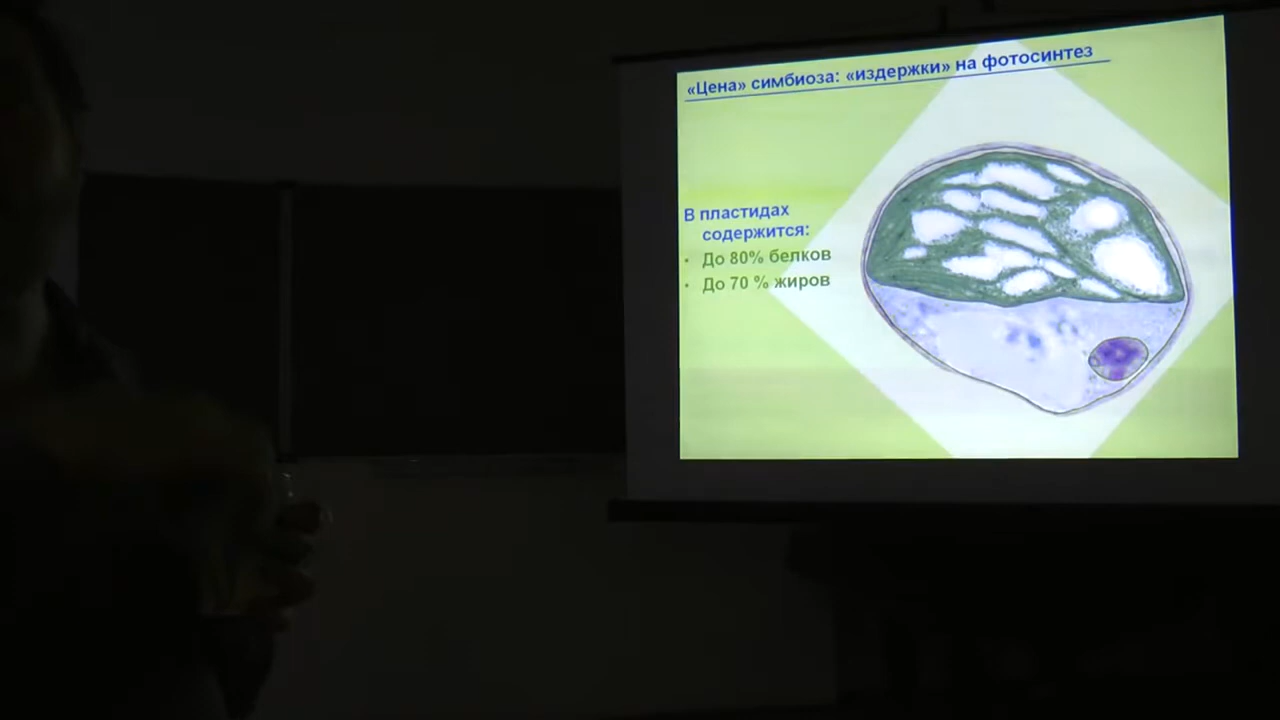 «Цена» симбиоза: «издержки» на фотосинтез
В пластидах
содержится:
• До 80% белков
• До 70 % жиров